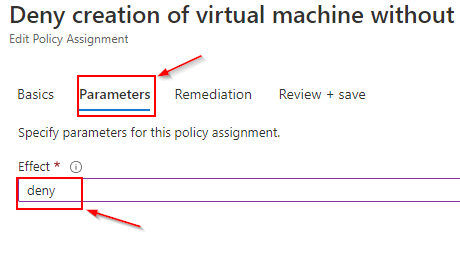 Deny creation of virtual machine without
Edit Policy Assignment
Basics Parameters Remediation Review + save
Specify parameters for this policy assignment.
Effect *
deny